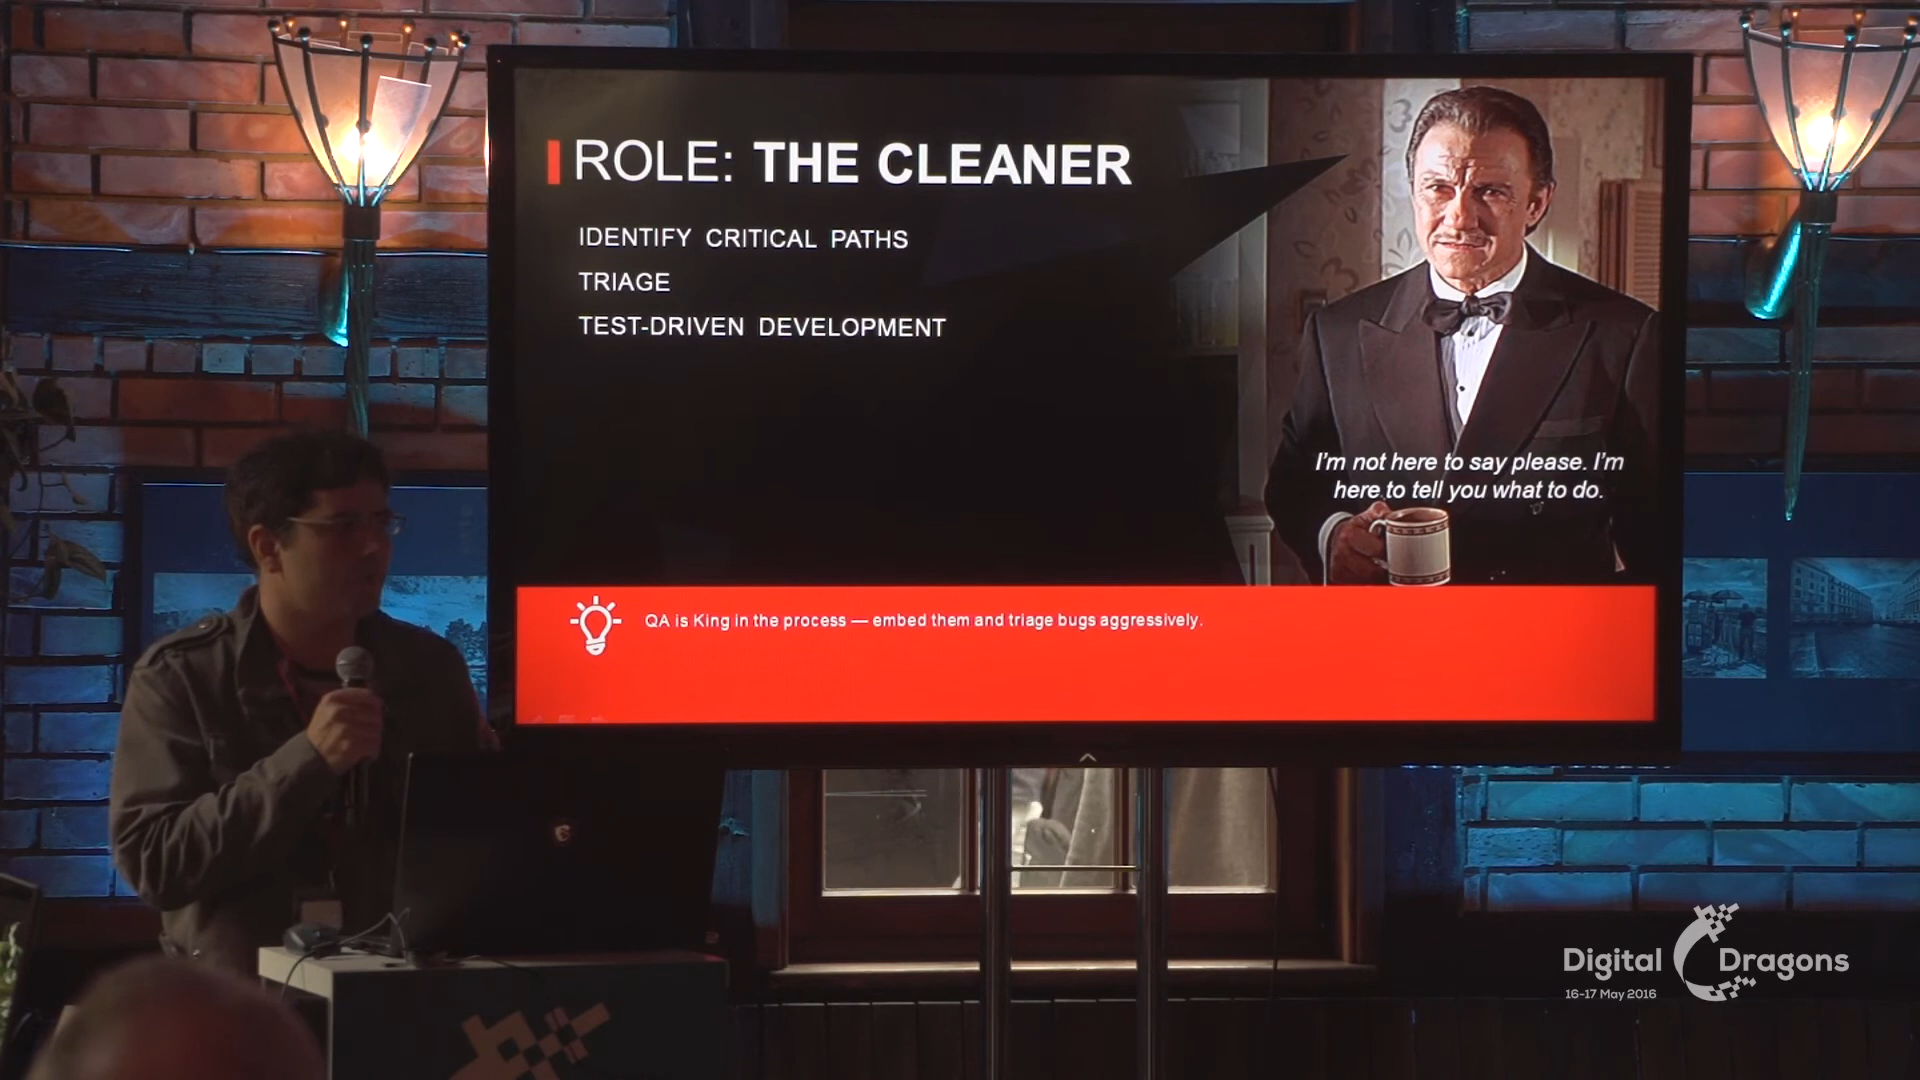 ROLE: THE CLEANER
IDENTIFY CRITICAL PATHS
TRIAGE
TEST-DRIVEN DEVELOPMENT
I'm not here to say please. I'm
here to tell you what to do.
QA is King in the process — embed them and triage bugs aggressively.
Digital Dragons
16-17 May 2016